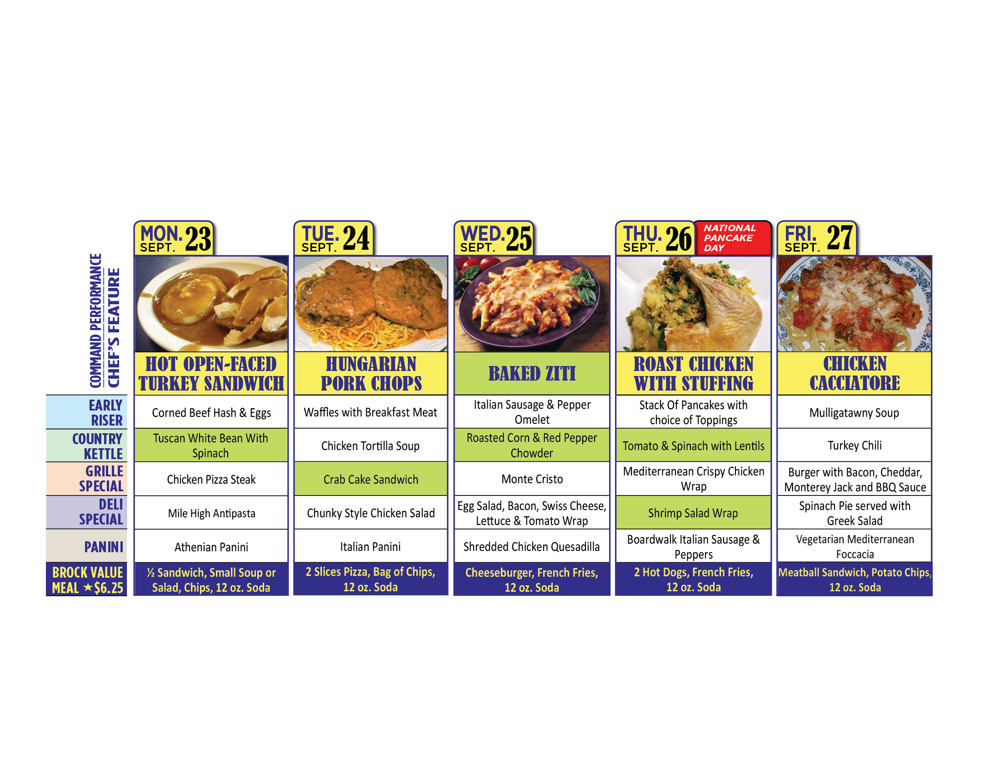 MON. 23
SEPT.
TUE. 24
SEPT.
WED. 25
SEPT.
THU. 26
SEPT.
NATIONAL
PANCAKE
DAY
FRI. 27
SEPT.
COMMAND PERFORMANCE
CHEF'S FEATURE
HOT OPEN-FACED
TURKEY SANDWICH
HUNGARIAN
PORK CHOPS
BAKED ZITI
ROAST CHICKEN
WITH STUFFING
CHICKEN
CACCIATORE
EARLY
RISER
Corned Beef Hash & Eggs
Waffles with Breakfast Meat
Italian Sausage & Pepper
Omelet
Stack Of Pancakes with
choice of Toppings
Mulligatawny Soup
COUNTRY
KETTLE
Tuscan White Bean With
Spinach
Chicken Tortilla Soup
Roasted Corn & Red Pepper
Chowder
Tomato & Spinach with Lentils
Turkey Chili
GRILLE
SPECIAL
Chicken Pizza Steak
Crab Cake Sandwich
Monte Cristo
Mediterranean Crispy Chicken
Wrap
Burger with Bacon, Cheddar,
Monterey Jack and BBQ Sauce
DELI
SPECIAL
Mile High Antipasta
Chunky Style Chicken Salad
Egg Salad, Bacon, Swiss Cheese,
Lettuce & Tomato Wrap
Shrimp Salad Wrap
Spinach Pie served with
Greek Salad
PANINI
Athenian Panini
Italian Panini
Shredded Chicken Quesadilla
Boardwalk Italian Sausage &
Peppers
Vegetarian Mediterranean
Foccacia
BROCK VALUE
MEAL ★$6.25
½ Sandwich, Small Soup or
Salad, Chips, 12 oz. Soda
2 Slices Pizza, Bag of Chips,
12 oz. Soda
Cheeseburger, French Fries,
12 oz. Soda
2 Hot Dogs, French Fries,
12 oz. Soda
Meatball Sandwich, Potato Chips,
12 oz. Soda